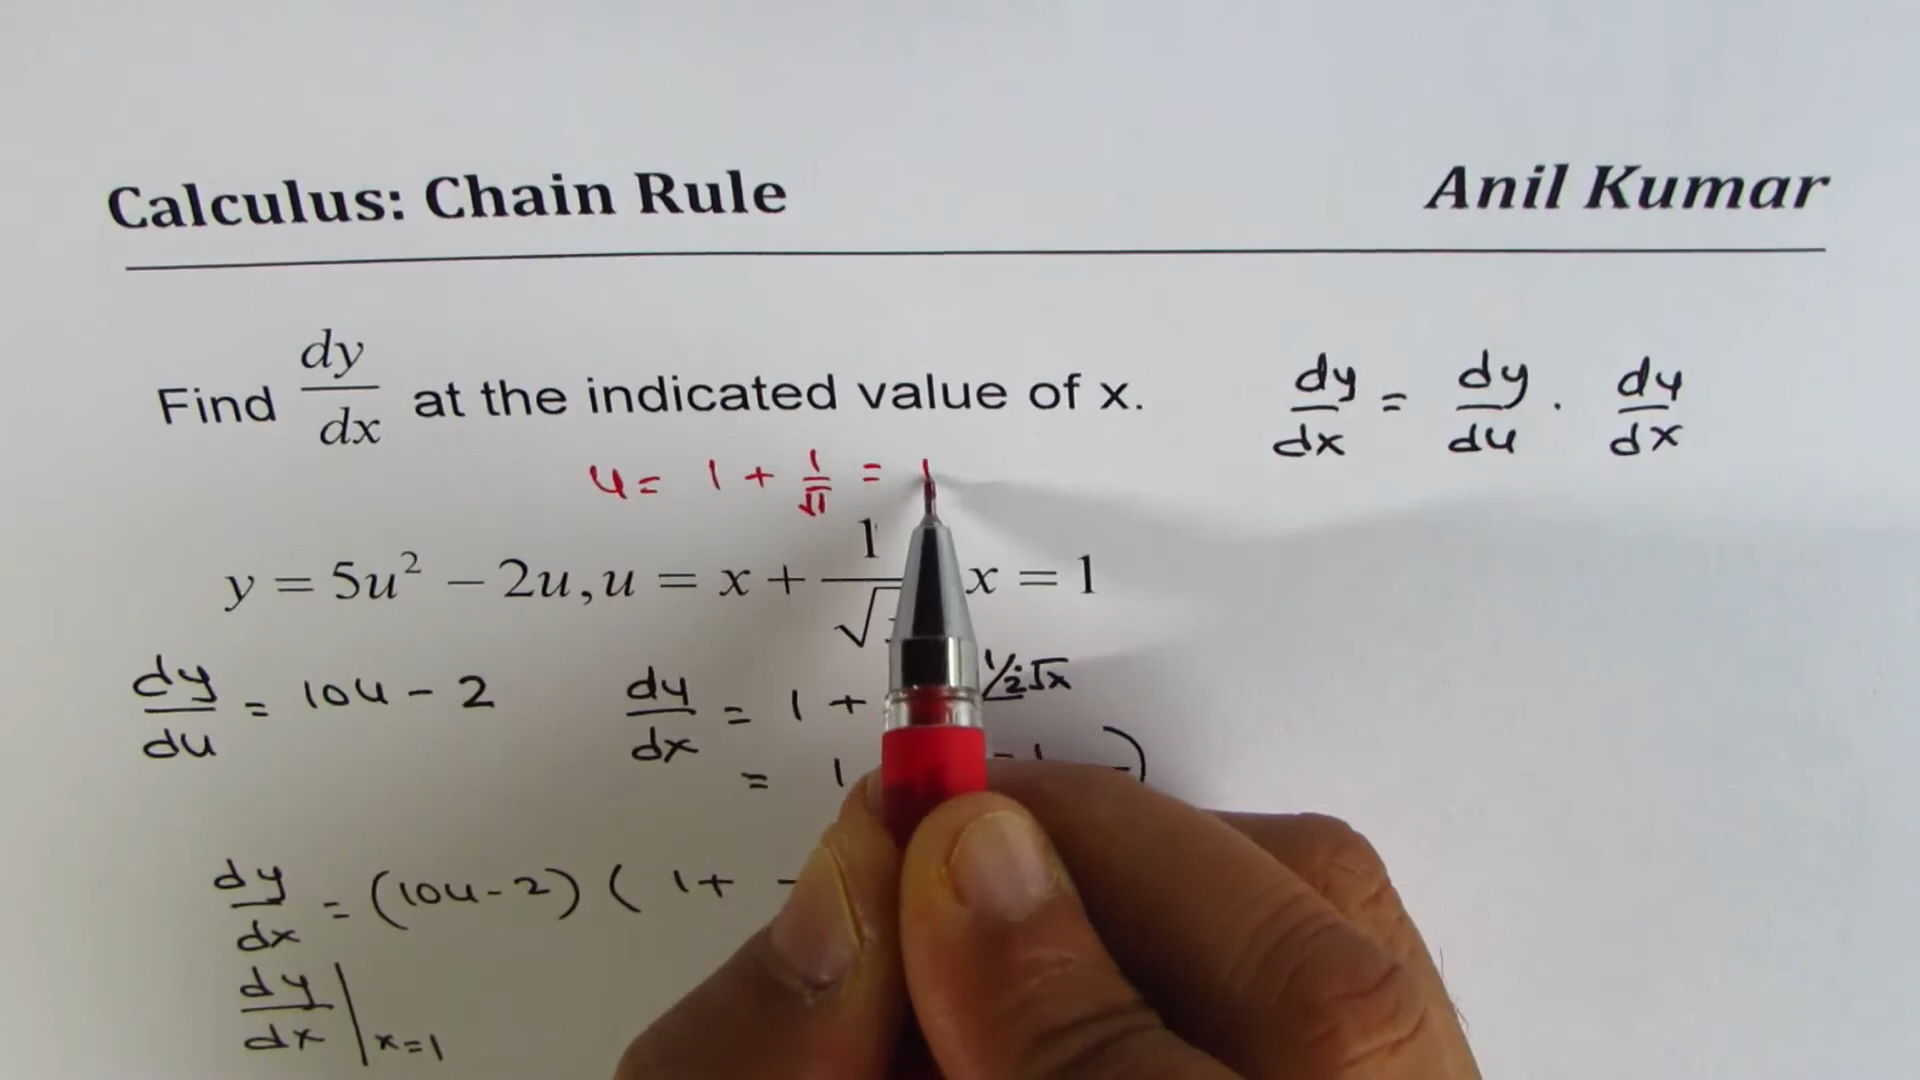 Calculus: Chain Rule Anil Kumar
Find dy/dx at the indicated value of x.
dy/dx = dy/du · du/dx
u = 1 + 1/√1 = 1
y = 5u² − 2u, u = x + 1/√ x = 1
dy/du = 10u - 2
du/dx = 1 + 1/2√x
= 1 - 1 )
dy/dx = (10u-2) ( 1+ -
dy/dx | x=1